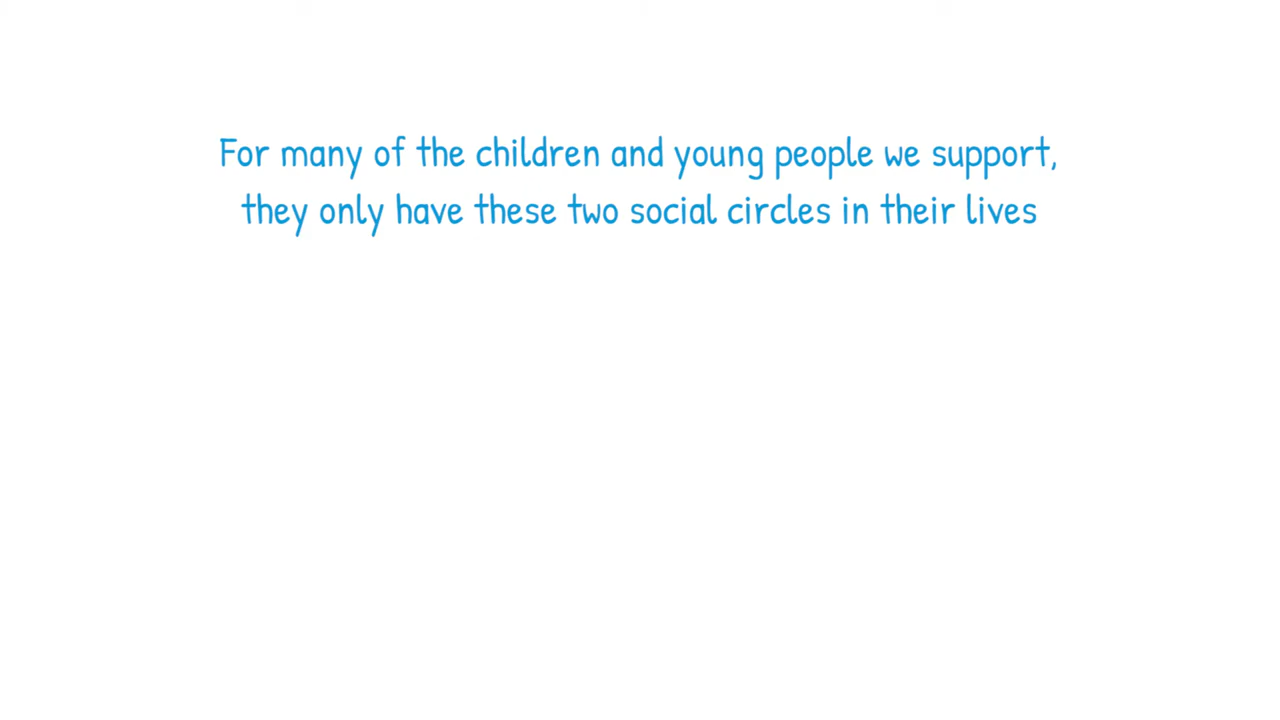 For many of the children and young people we support,
they only have these two social circles in their lives